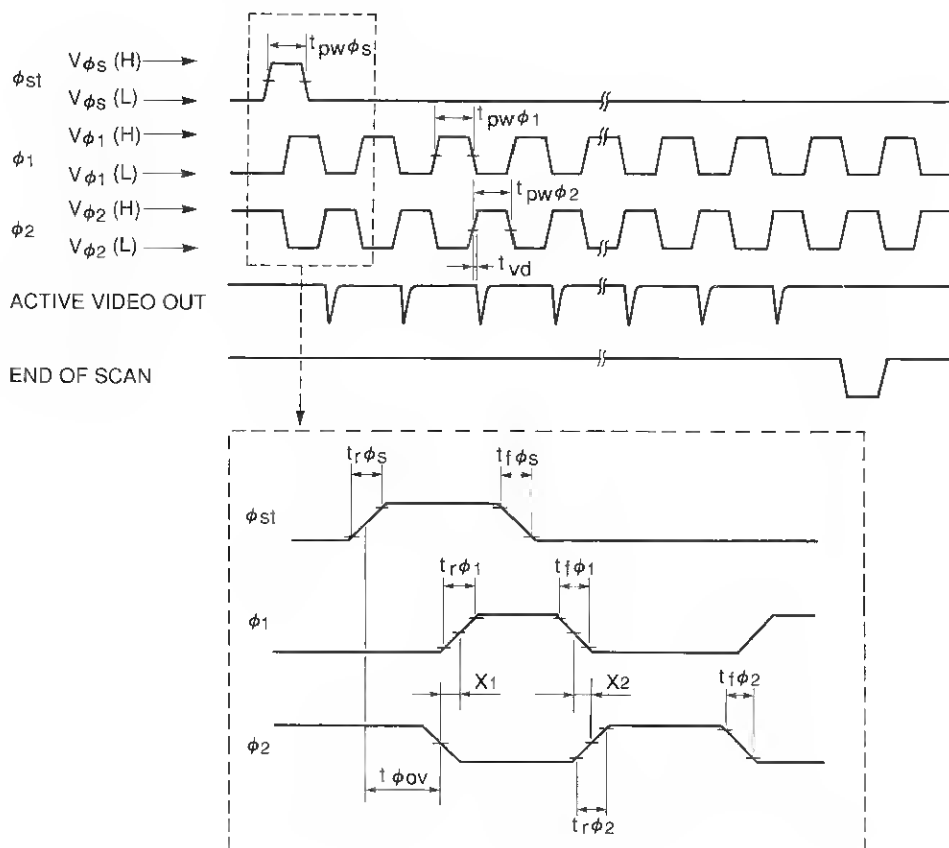 tpwφs
φst Vφs (H)
Vφs (L)
Vφ1 (H) tpwφ1
φ1
Vφ1 (L)
Vφ2 (H) tpwφ2
φ2
Vφ2 (L)
tvd
ACTIVE VIDEO OUT
END OF SCAN
trφs tfφs
φst
trφ1 tfφ1
φ1
X1 X2 tfφ2
φ2
tφov
trφ2